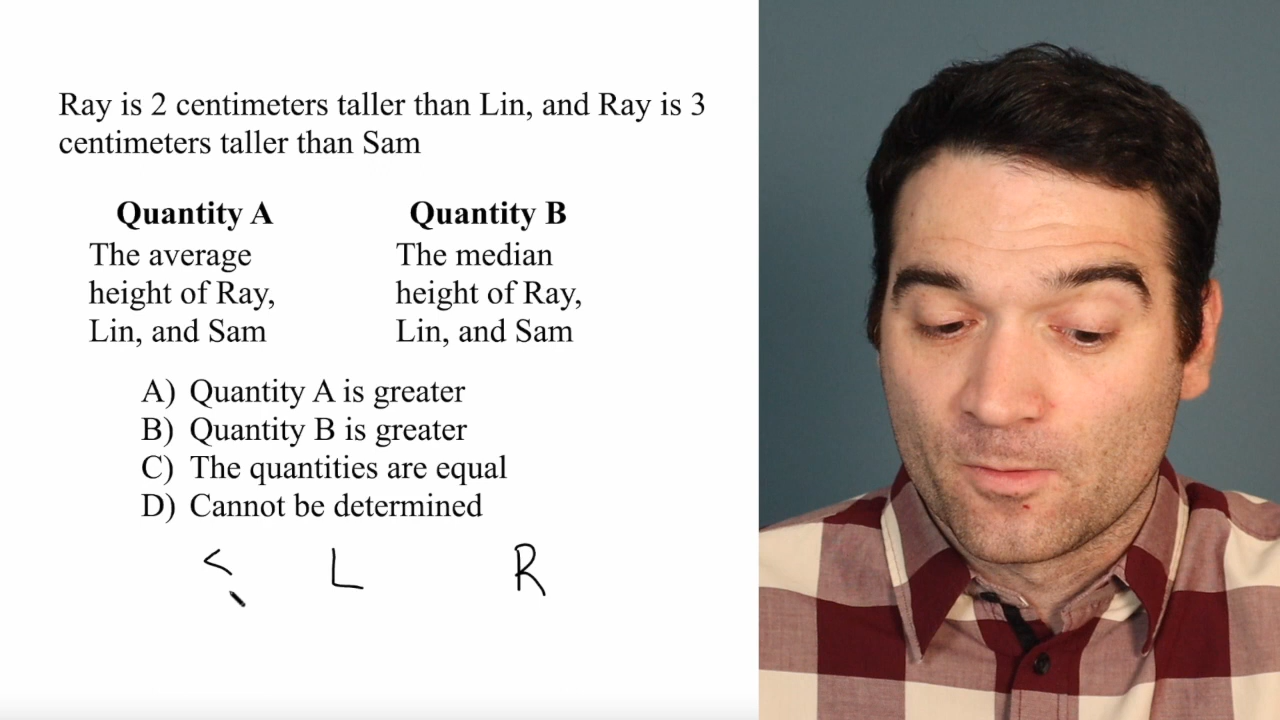 Ray is 2 centimeters taller than Lin, and Ray is 3
centimeters taller than Sam
Quantity A Quantity B
The average The median
height of Ray, height of Ray,
Lin, and Sam Lin, and Sam
A) Quantity A is greater
B) Quantity B is greater
C) The quantities are equal
D) Cannot be determined
L R